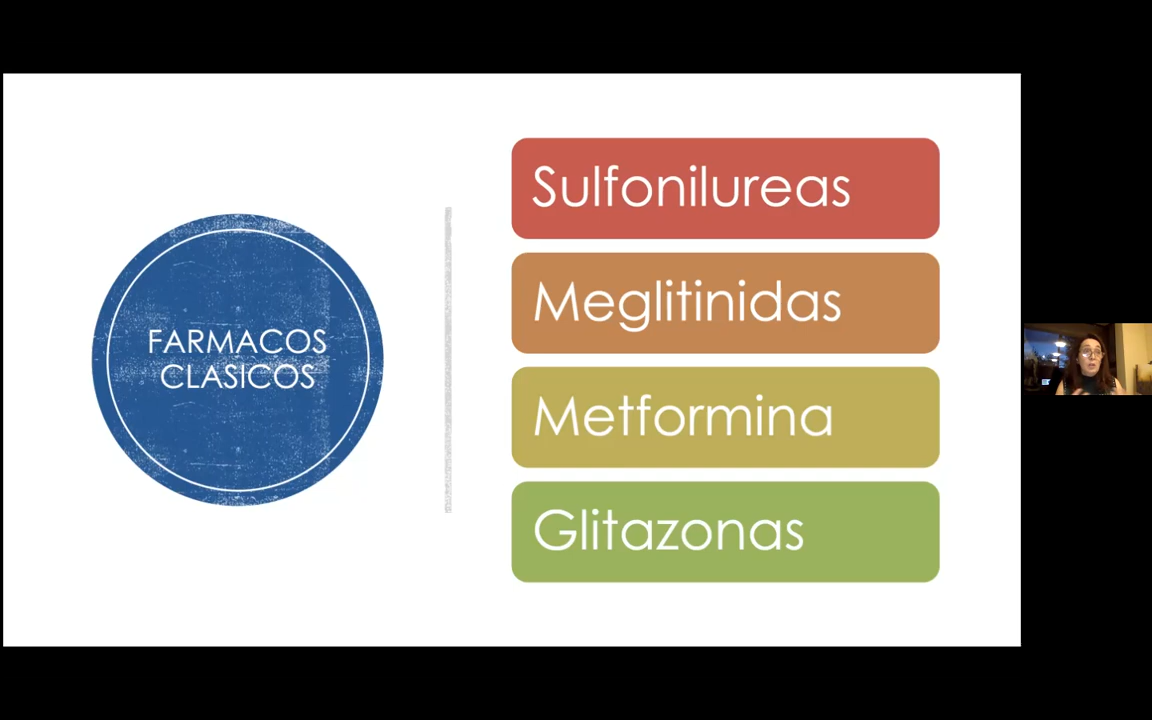 FARMACOS
CLASICOS
Sulfonilureas
Meglitinidas
Metformina
Glitazonas